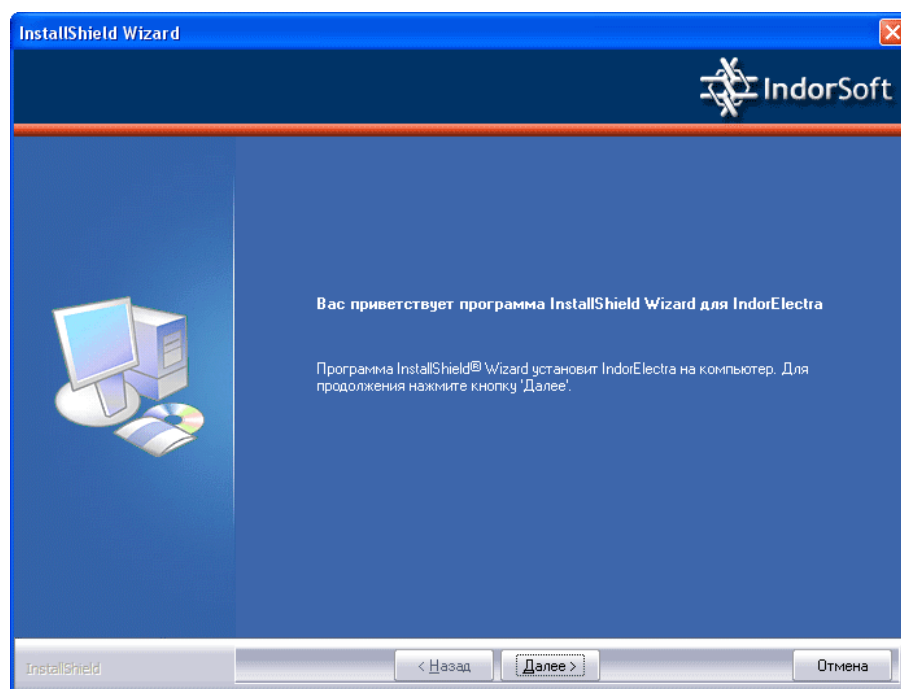 InstallShield Wizard
IndorSoft
Вас приветствует программа InstallShield Wizard для IndorElectra
Программа InstallShield® Wizard установит IndorElectra на компьютер. Для
продолжения нажмите кнопку 'Далее'.
InstallShield
< Назад
Далее >
Отмена